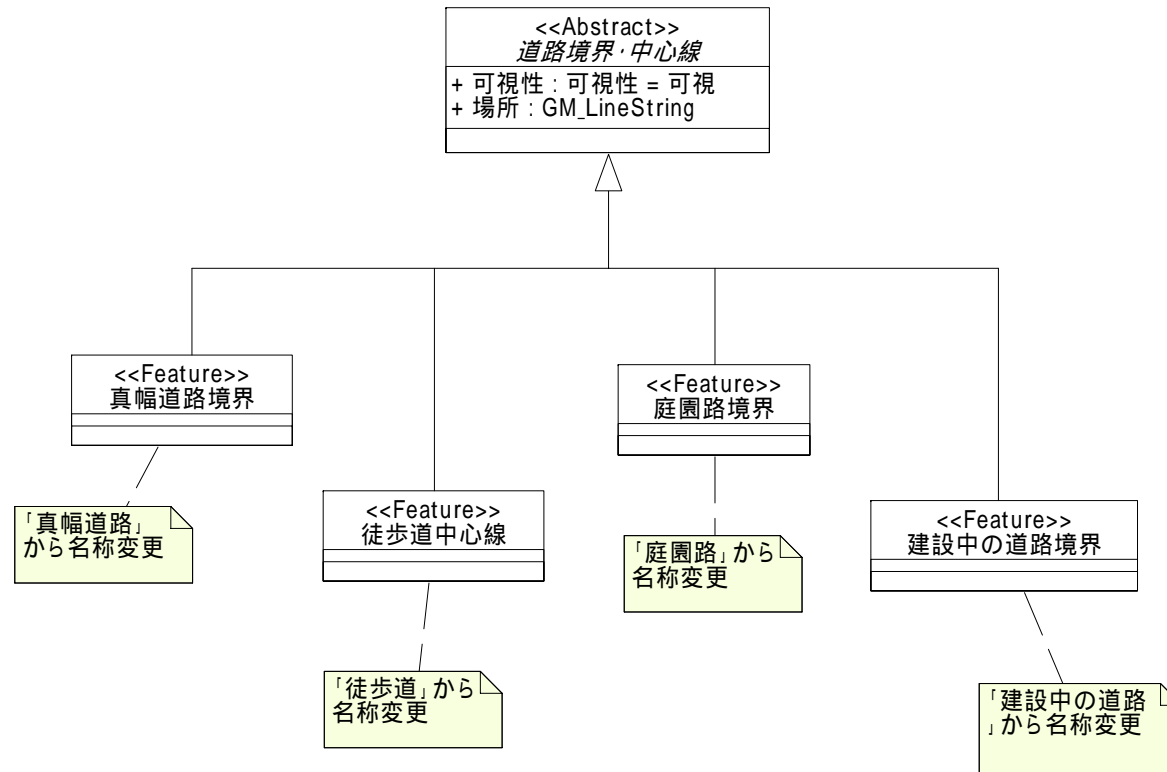 <<Abstract>>
道路境界・中心線
+ 可視性 : 可視性 = 可視
+ 場所 : GM_LineString
<<Feature>>
真幅道路境界
<<Feature>>
庭園路境界
<<Feature>>
徒歩道中心線
<<Feature>>
建設中の道路境界
「真幅道路」
から名称変更
「庭園路」から
名称変更
「徒歩道」から
名称変更
「建設中の道路
」から名称変更